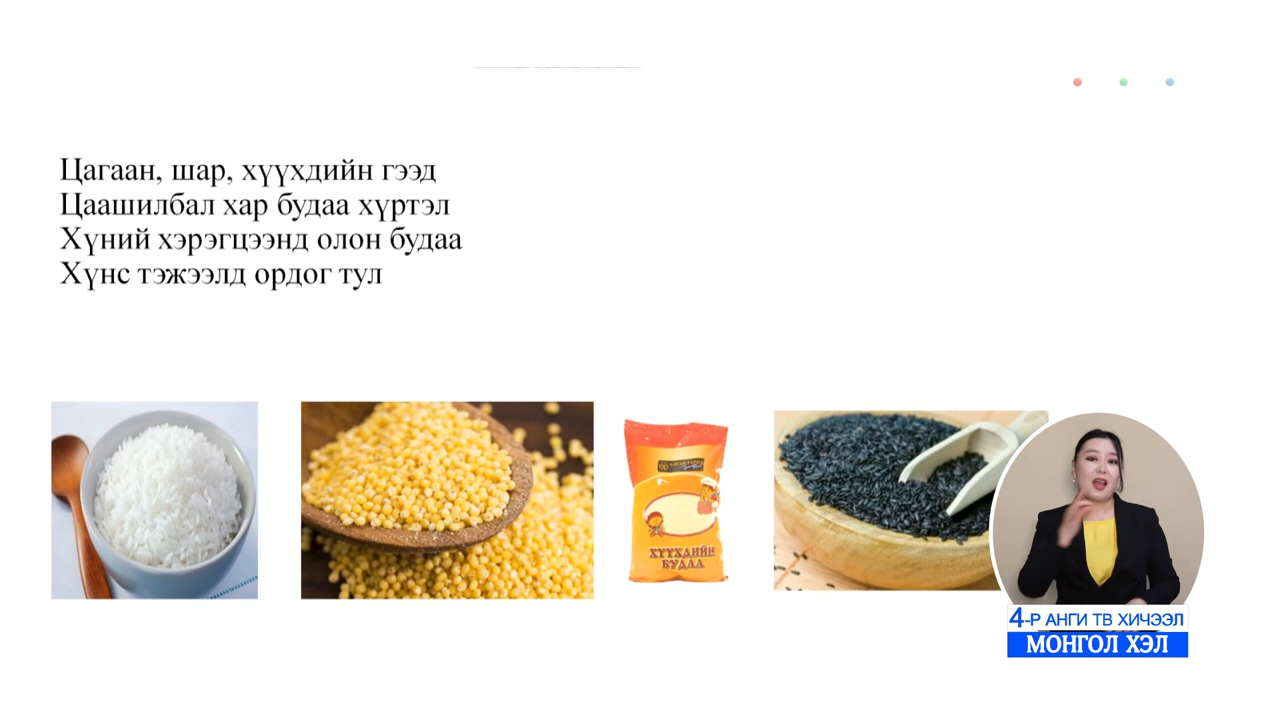 Цагаан, шар, хүүхдийн гээд
Цаашилбал хар будаа хүртэл
Хүний хэрэгцээнд олон будаа
Хүнс тэжээлд ордог тул
ХҮҮХДИЙН
БУДАА
4-Р АНГИ ТВ ХИЧЭЭЛ
МОНГОЛ ХЭЛ